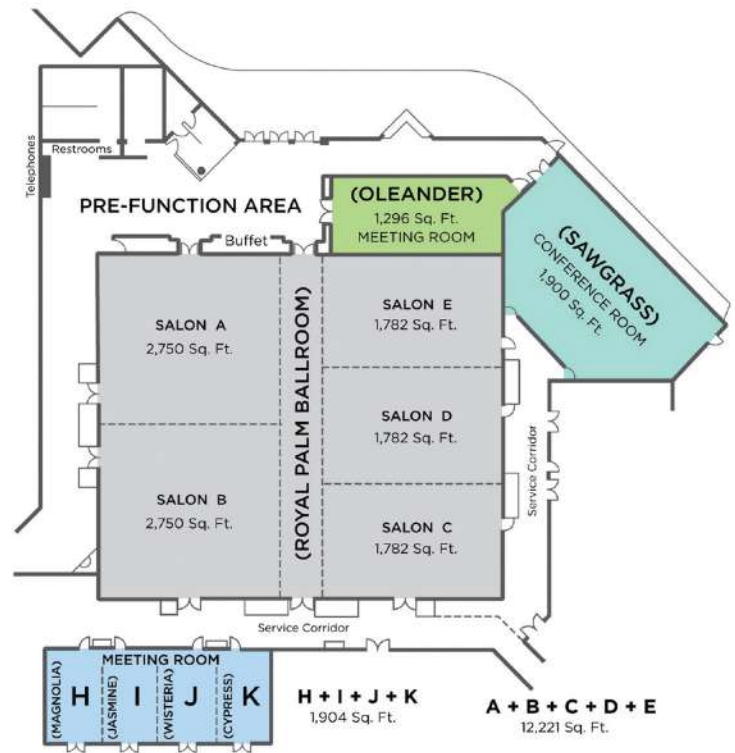 Telephones
Restrooms
PRE-FUNCTION AREA
Buffet
(OLEANDER)
1,296 Sq. Ft.
MEETING ROOM
(SAWGRASS)
CONFERENCE ROOM
1,900 Sq. Ft.
SALON A
2,750 Sq. Ft.
(ROYAL PALM BALLROOM)
SALON E
1,782 Sq. Ft.
SALON D
1,782 Sq. Ft.
SALON B
2,750 Sq. Ft.
SALON C
1,782 Sq. Ft.
Service Corridor
Service Corridor
MEETING ROOM
(MAGNOLIA)
H
(JASMINE)
I
(WISTERIA)
J
(CYPRESS)
K
H + I + J + K
1,904 Sq. Ft.
A + B + C + D + E
12,221 Sq. Ft.